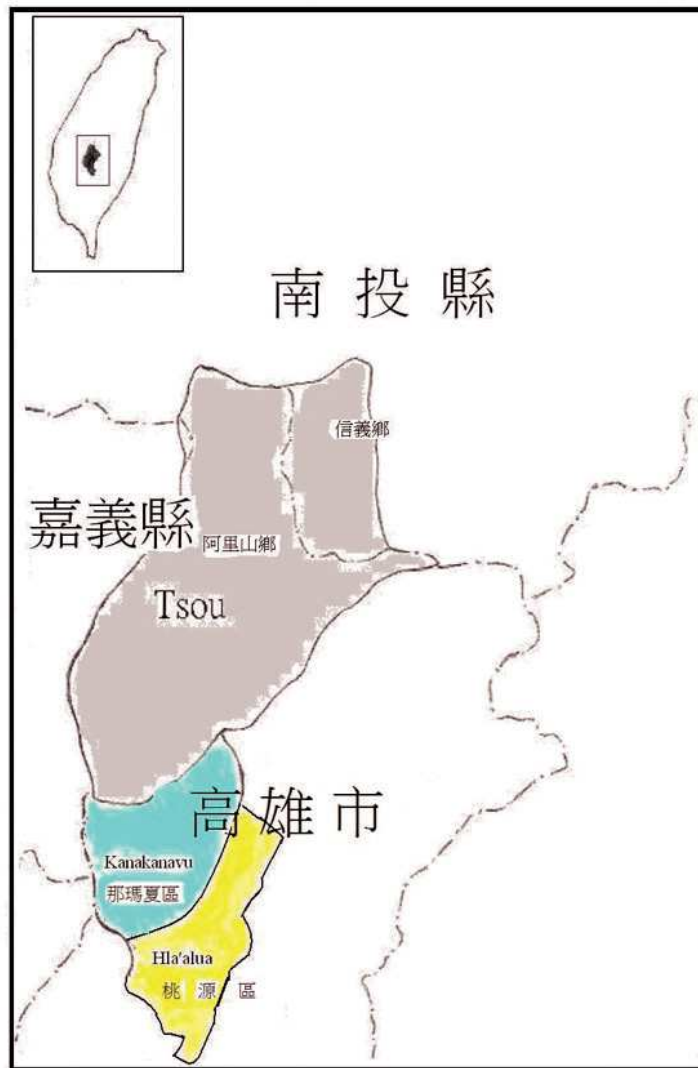 南投縣
信義鄉
嘉義縣
阿里山鄉
Tsou
高雄市
Kanakanavu
那瑪夏區
Hla'alua
桃源區